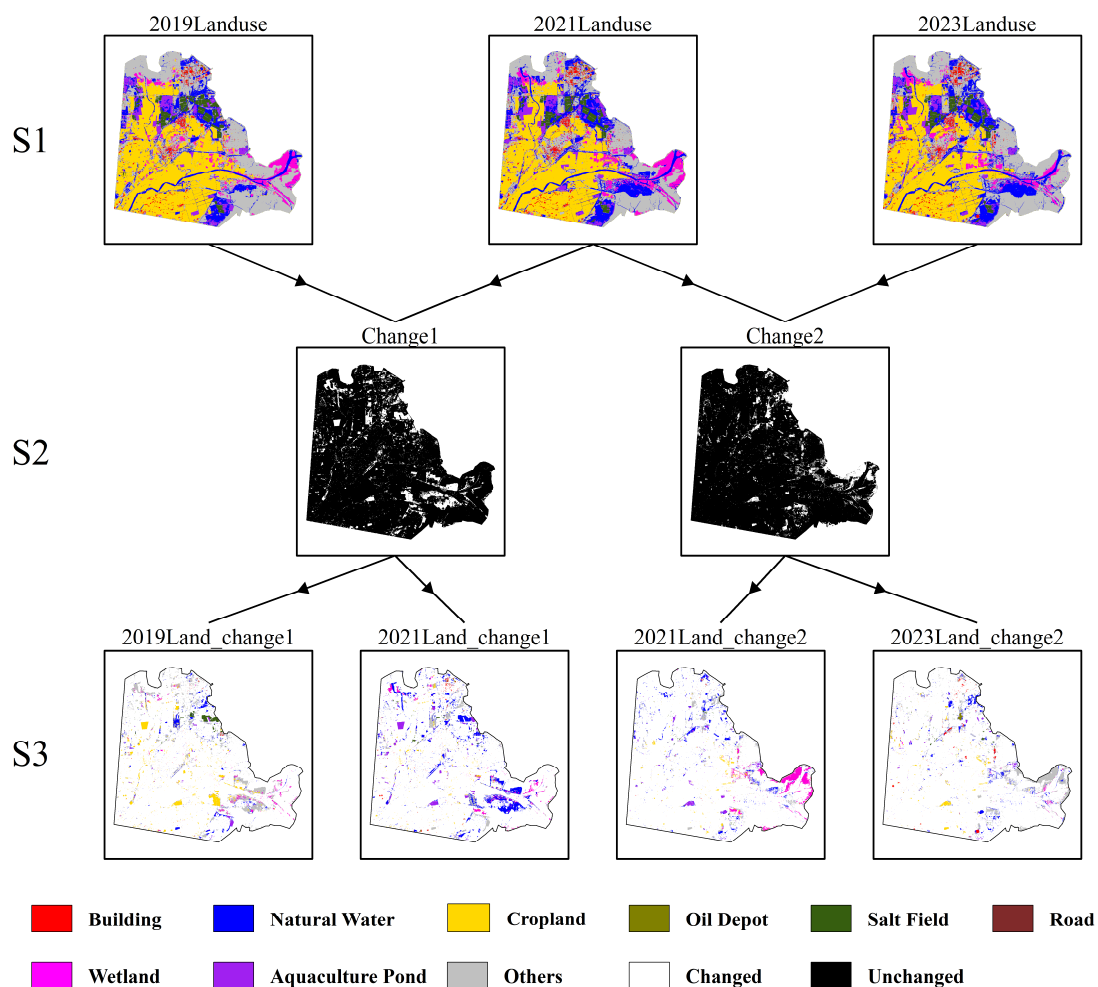 2019Landuse 2021Landuse 2023Landuse
S1
Change1 Change2
S2
2019Land_change1 2021Land_change1 2021Land_change2 2023Land_change2
S3
Building Natural Water Cropland Oil Depot Salt Field Road
Wetland Aquaculture Pond Others Changed Unchanged